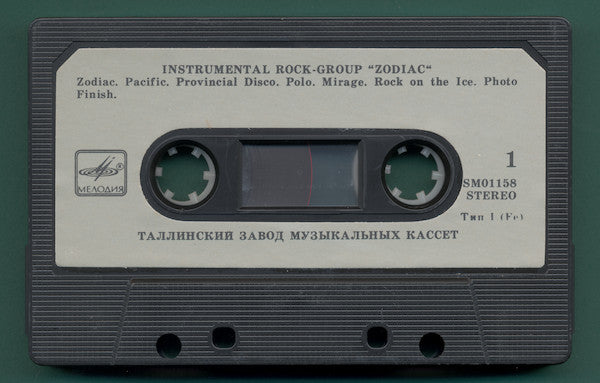 INSTRUMENTAL ROCK-GROUP "ZODIAC"
Zodiac. Pacific. Provincial Disco. Polo. Mirage. Rock on the Ice. Photo
Finish.
МЕЛОДИЯ
1
SM01158
STEREO
Тип I (Fe)
ТАЛЛИНСКИЙ ЗАВОД МУЗЫКАЛЬНЫХ КАССЕТ